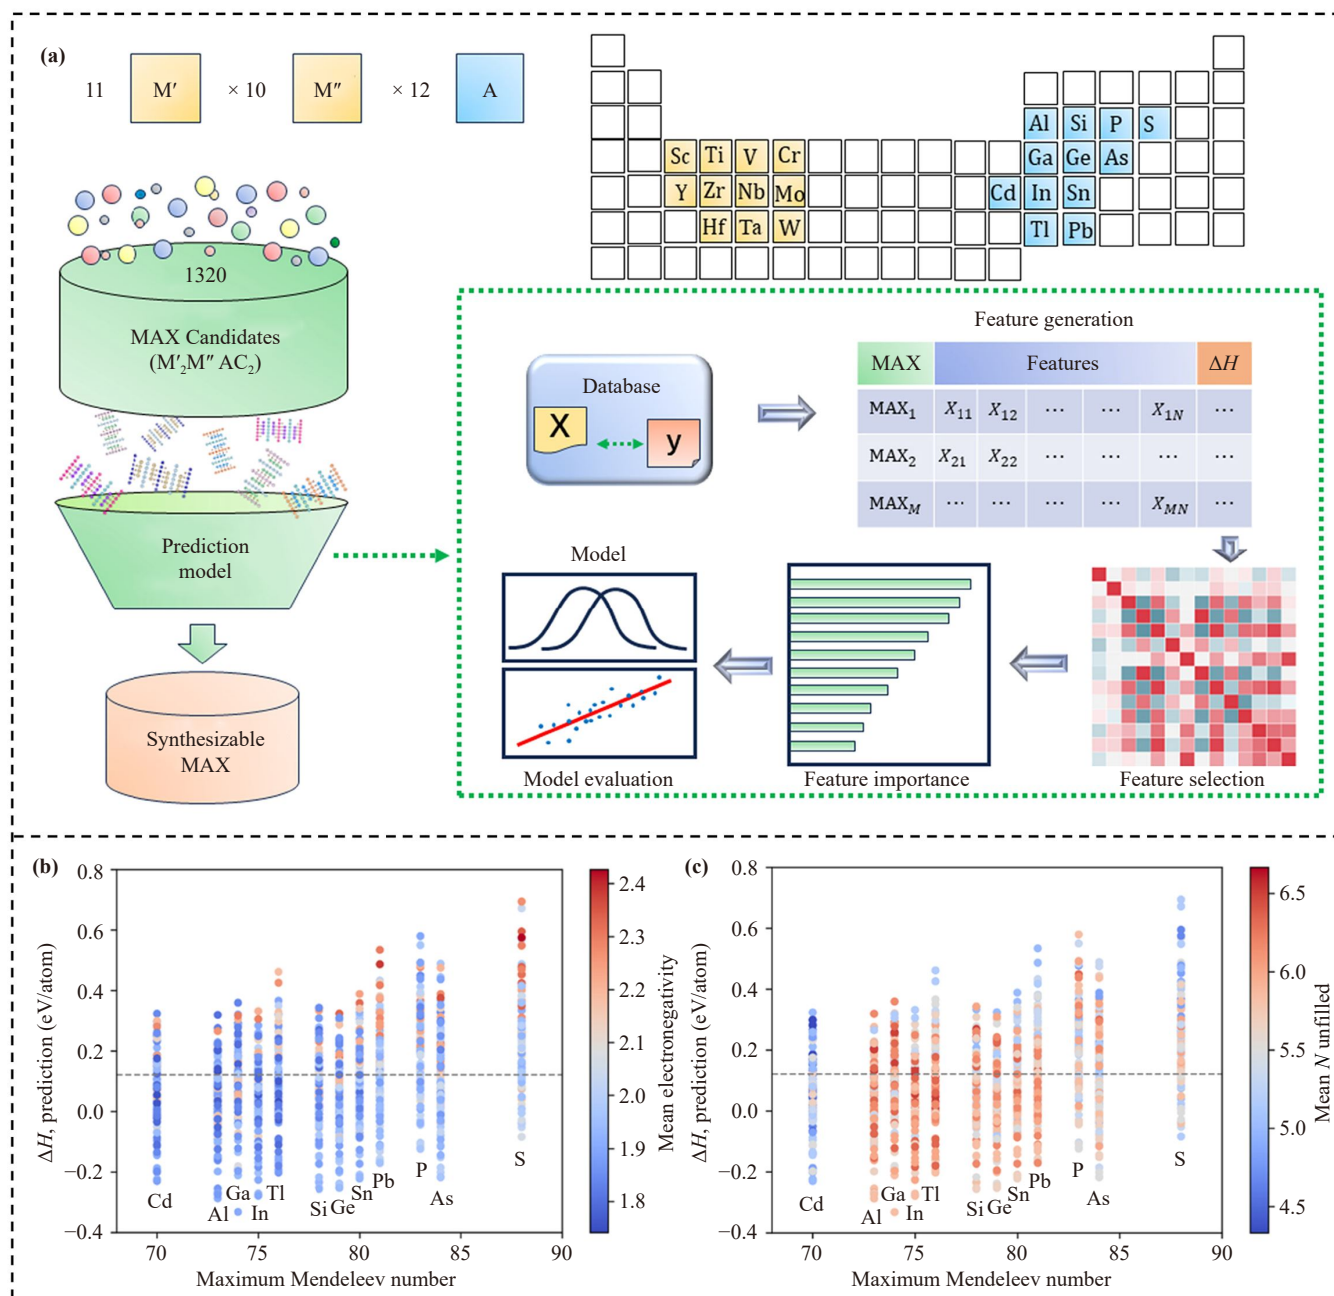 (a)
11 M′ × 10 M″ × 12 A
Al Si P S
Sc Ti V Cr Ga Ge As
Y Zr Nb Mo Cd In Sn
Hf Ta W Tl Pb
1320
MAX Candidates
(M′₂M″ AC₂)
Prediction
model
Synthesizable
MAX
Feature generation
Database
X y
MAX Features ΔH
MAX₁ X₁₁ X₁₂ ⋯ ⋯ X₁N ⋯
MAX₂ X₂₁ X₂₂ ⋯ ⋯ ⋯ ⋯
MAX_M ⋯ ⋯ ⋯ ⋯ X_MN ⋯
Model
Model evaluation
Feature importance
Feature selection
(b)
ΔH, prediction (eV/atom)
0.8
0.6
0.4
0.2
0.0
−0.2
−0.4
Cd
Al
Ga
In
Tl
Si
Ge
Sn
Pb
P
As
S
70 75 80 85 90
Maximum Mendeleev number
2.4
2.3
2.2
2.1
2.0
1.9
1.8
Mean electronegativity
(c)
ΔH, prediction (eV/atom)
0.8
0.6
0.4
0.2
0.0
−0.2
−0.4
Cd
Al
Ga
In
Tl
Si
Ge
Sn
Pb
P
As
S
70 75 80 85 90
Maximum Mendeleev number
6.5
6.0
5.5
5.0
4.5
Mean N unfilled